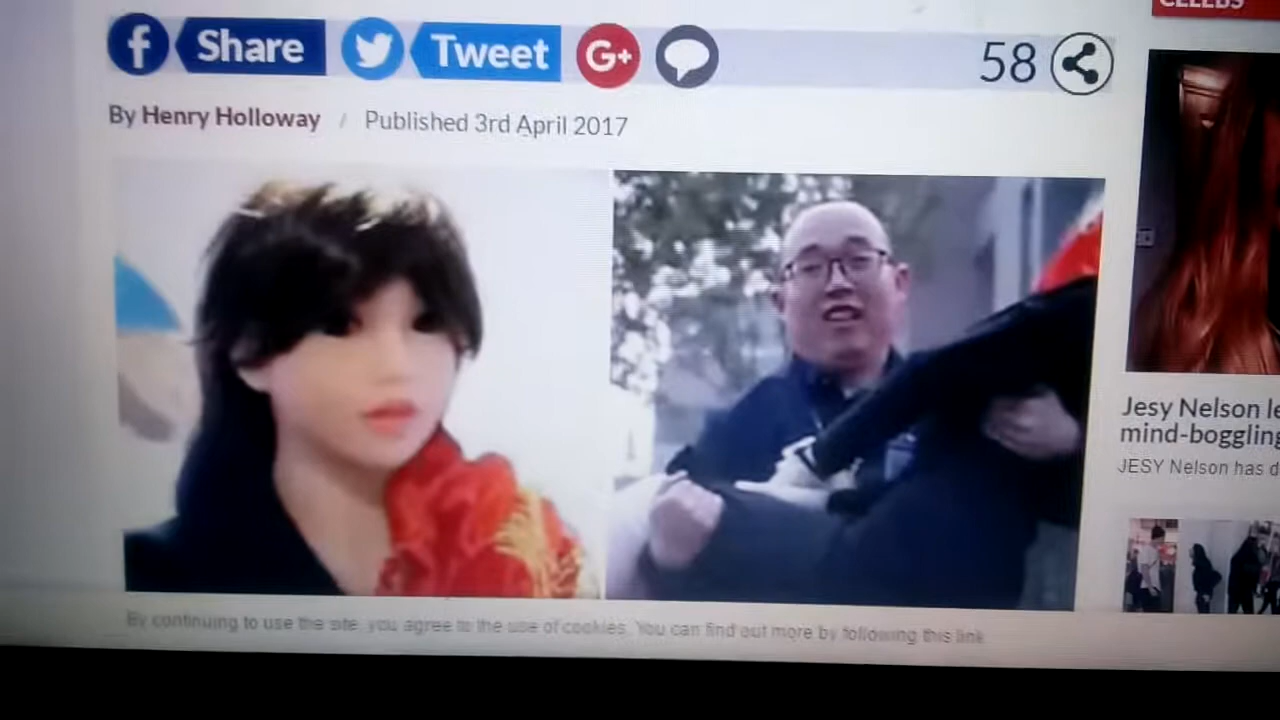 CELEBS
Share Tweet G+ 58
By Henry Holloway / Published 3rd April 2017
Jesy Nelson
mind-boggling
JESY Nelson has
By continuing to use the site, you agree to the use of cookies. You can find out more by following this link